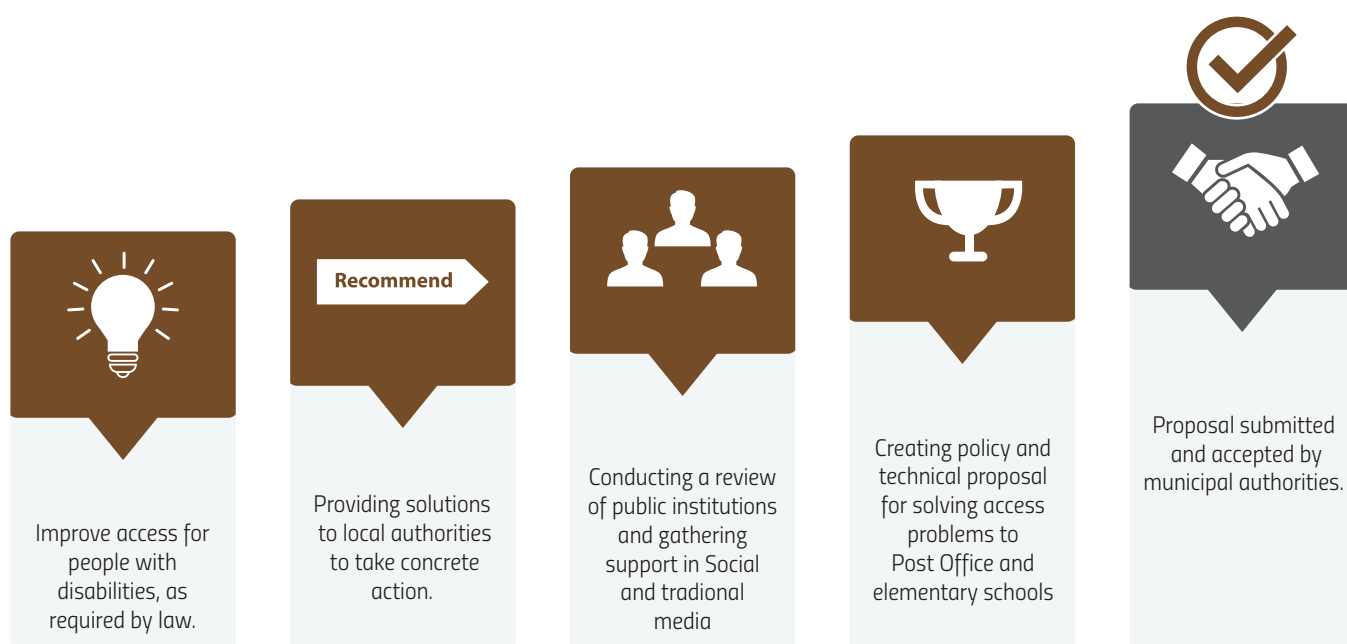 Improve access for
people with
disabilities, as
required by law.
Recommend
Providing solutions
to local authorities
to take concrete
action.
Conducting a review
of public institutions
and gathering
support in Social
and tradional
media
Creating policy and
technical proposal
for solving access
problems to
Post Office and
elementary schools
Proposal submitted
and accepted by
municipal authorities.